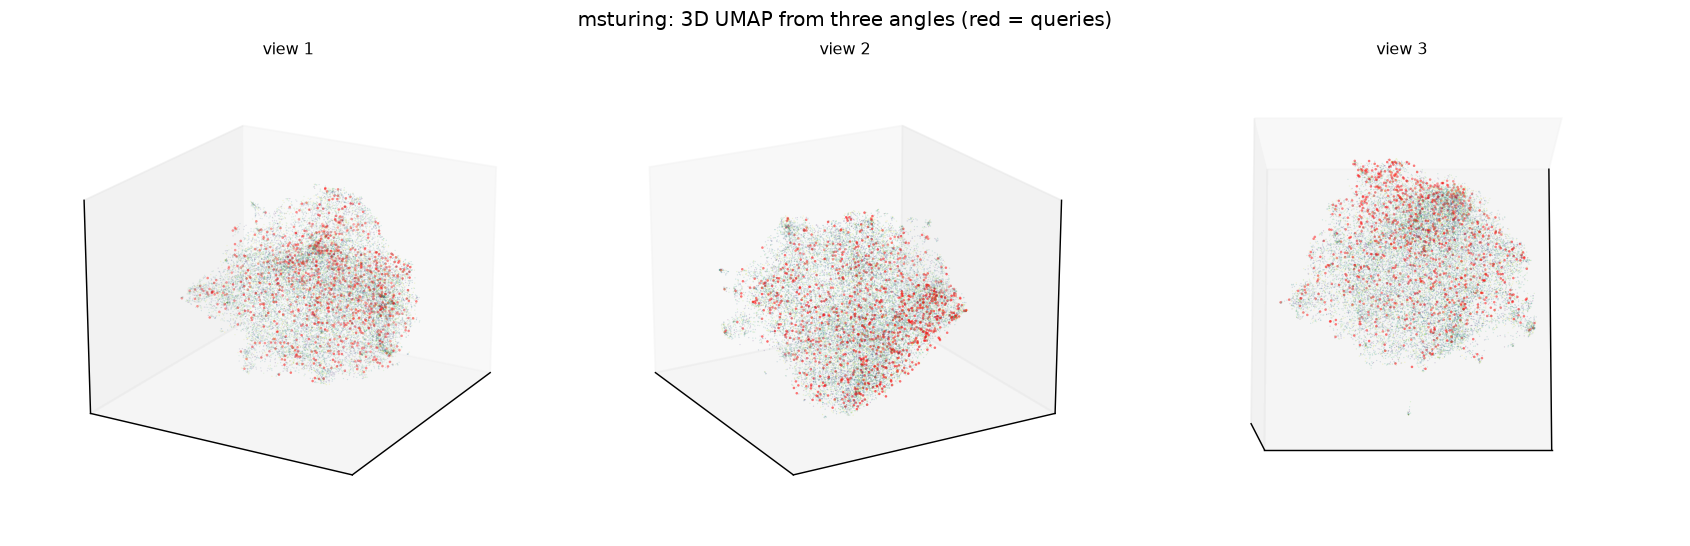 msturing: 3D UMAP from three angles (red = queries)
view 1
view 2
view 3